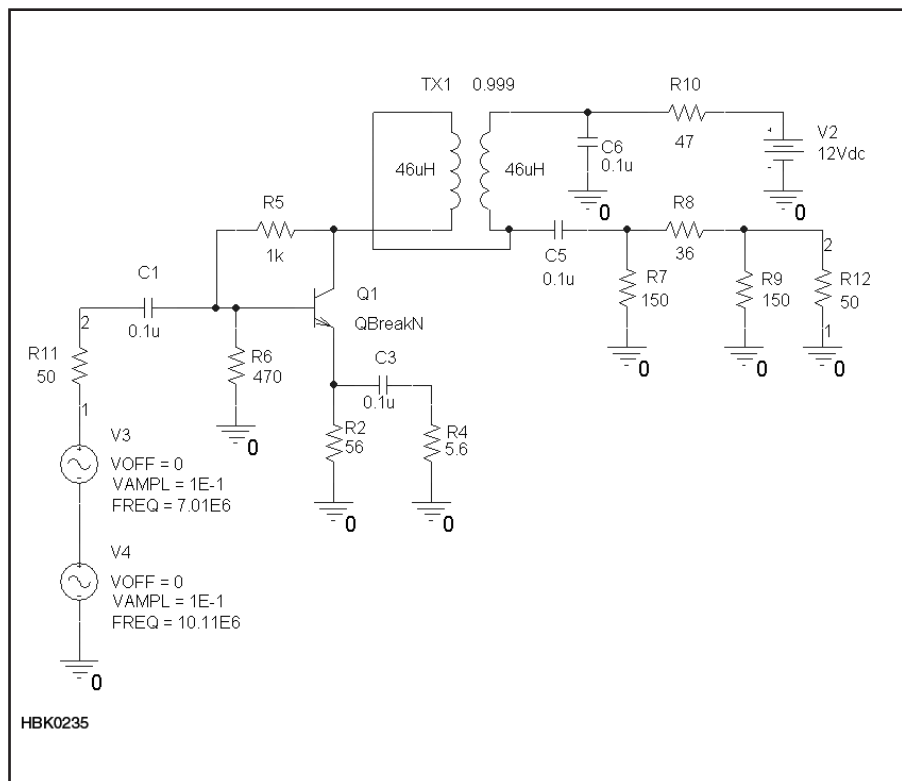 TX1 0.999
R10
47
V2
12Vdc
C6
0.1u
0
0
46uH
46uH
R5
1k
R8
36
2
C5
0.1u
R7
150
R9
150
R12
50
1
0
0
0
C1
0.1u
Q1
QBreakN
2
R11
50
1
R6
470
0
C3
0.1u
R2
56
R4
5.6
0
0
V3
VOFF = 0
VAMPL = 1E-1
FREQ = 7.01E6
V4
VOFF = 0
VAMPL = 1E-1
FREQ = 10.11E6
0
HBK0235